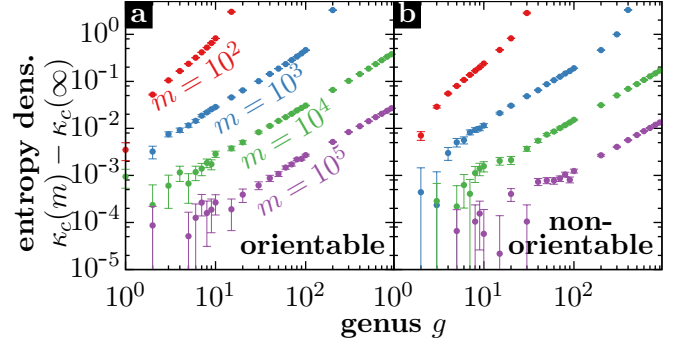 a
b
entropy dens.
κ_c(m) − κ_c(∞)
10^0
10^-1
10^-2
10^-3
10^-4
10^-5
m = 10^2
m = 10^3
m = 10^4
m = 10^5
orientable
non-
orientable
10^0 10^1 10^2 10^0 10^1 10^2
genus g